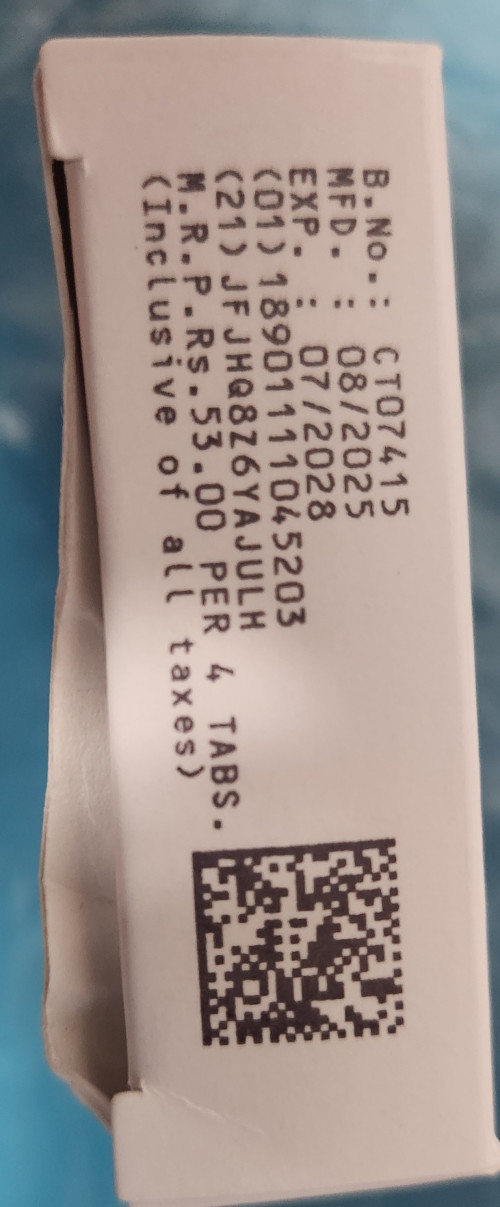 B.No.: CT07415
MFD. : 08/2025
EXP. : 07/2028
(01)18901111045203
(21)JFJHQ8Z6YAJULH
M.R.P.Rs.53.00 PER 4 TABS.
(Inclusive of all taxes)